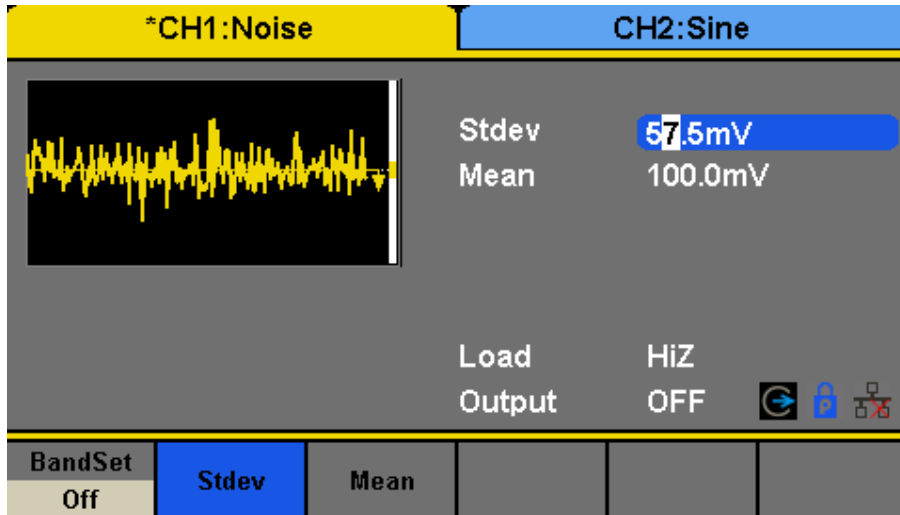 *CH1:Noise
CH2:Sine
Stdev 57.5mV
Mean 100.0mV
Load HiZ
Output OFF
P
BandSet
Off
Stdev
Mean